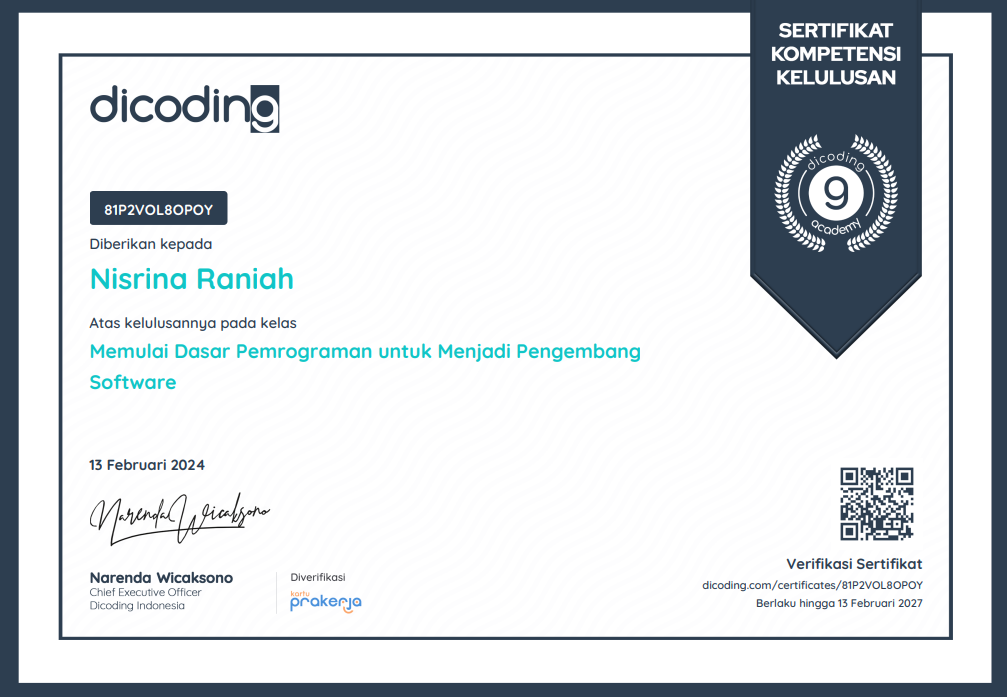 SERTIFIKAT
KOMPETENSI
KELULUSAN
dicoding
dicoding
g
academy
81P2VOL8OPOY
Diberikan kepada
Nisrina Raniah
Atas kelulusannya pada kelas
Memulai Dasar Pemrograman untuk Menjadi Pengembang
Software
13 Februari 2024
Narenda Wicaksono
Narenda Wicaksono
Chief Executive Officer
Dicoding Indonesia
Diverifikasi
kartu
prakerja
Verifikasi Sertifikat
dicoding.com/certificates/81P2VOL8OPOY
Berlaku hingga 13 Februari 2027